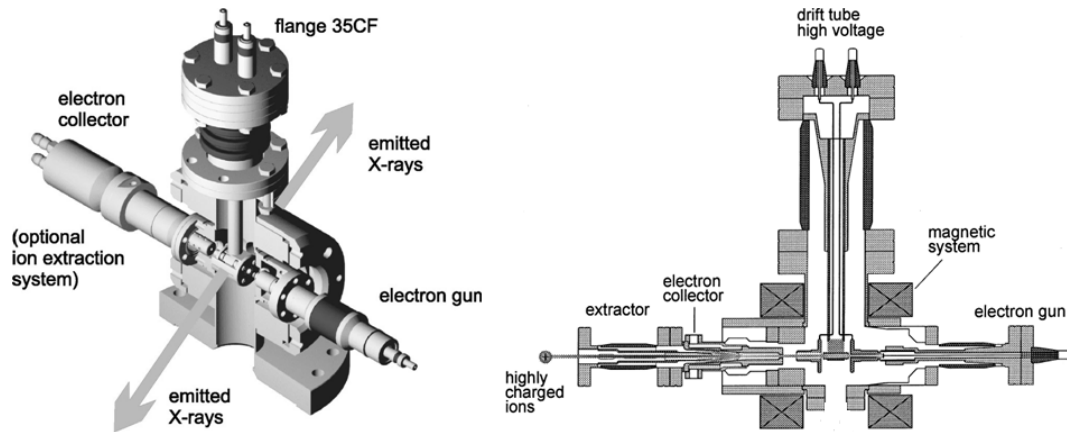 flange 35CF
electron
collector
emitted
X-rays
(optional
ion extraction
system)
electron gun
emitted
X-rays
drift tube
high voltage
magnetic
system
electron
collector
extractor
electron gun
highly
charged
ions